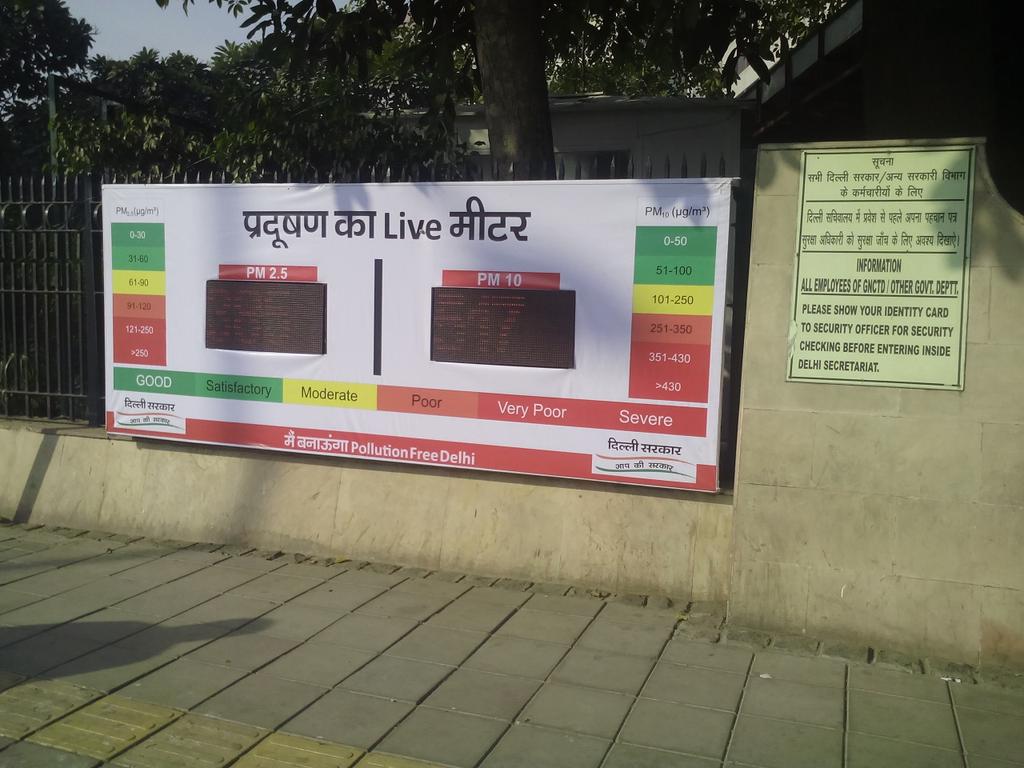 प्रदूषण का Live मीटर
PM2.5(µg/m³)
0-30
31-60
61-90
91-120
121-250
>250
PM 2.5
PM 10
PM10 (µg/m³)
0-50
51-100
101-250
251-350
351-430
>430
GOOD Satisfactory Moderate Poor Very Poor Severe
दिल्ली सरकार
आप की सरकार
मैं बनाऊंगा Pollution Free Delhi
दिल्ली सरकार
आप की सरकार
सूचना
सभी दिल्ली सरकार/अन्य सरकारी विभाग
के कर्मचारीयों के लिए
दिल्ली सचिवालय में प्रवेश से पहले अपना पहचान पत्र
सुरक्षा अधिकारी को सुरक्षा जाँच के लिए अवश्य दिखाऐं।
INFORMATION
ALL EMPLOYEES OF GNCTD / OTHER GOVT. DEPTT.
PLEASE SHOW YOUR IDENTITY CARD
TO SECURITY OFFICER FOR SECURITY
CHECKING BEFORE ENTERING INSIDE
DELHI SECRETARIAT.